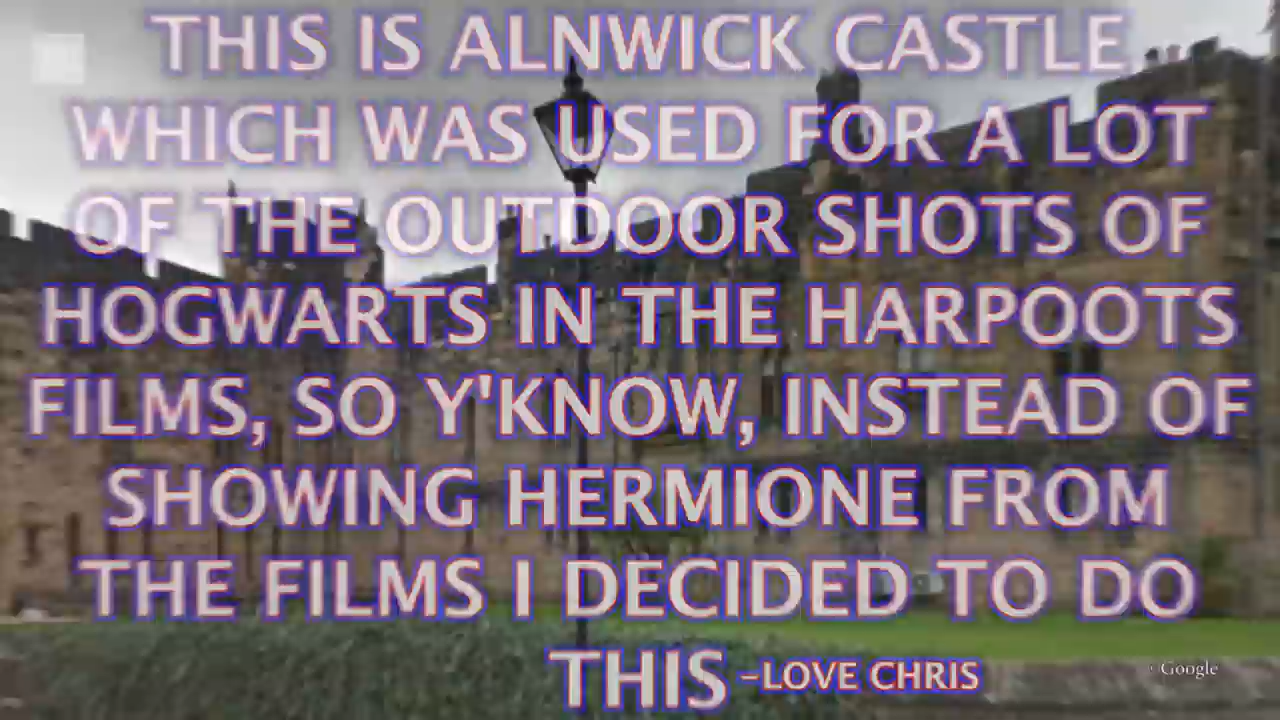 THIS IS ALNWICK CASTLE
WHICH WAS USED FOR A LOT
OF THE OUTDOOR SHOTS OF
HOGWARTS IN THE HARPOOTS
FILMS, SO Y'KNOW, INSTEAD OF
SHOWING HERMIONE FROM
THE FILMS I DECIDED TO DO
THIS -LOVE CHRIS
Google